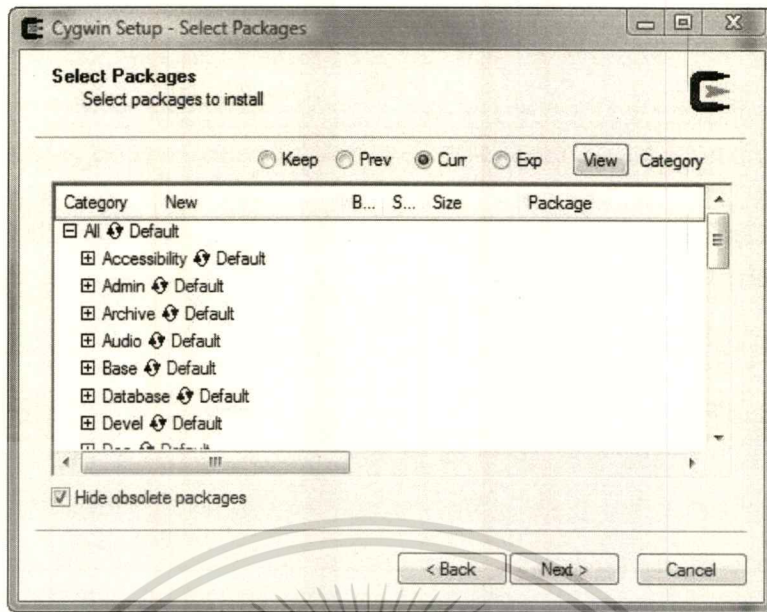 Cygwin Setup - Select Packages
Select Packages
Select packages to install
Keep Prev Curr Exp View Category
Category New B... S... Size Package
All Default
Accessibility Default
Admin Default
Archive Default
Audio Default
Base Default
Database Default
Devel Default
Doc Default
Hide obsolete packages
< Back Next > Cancel